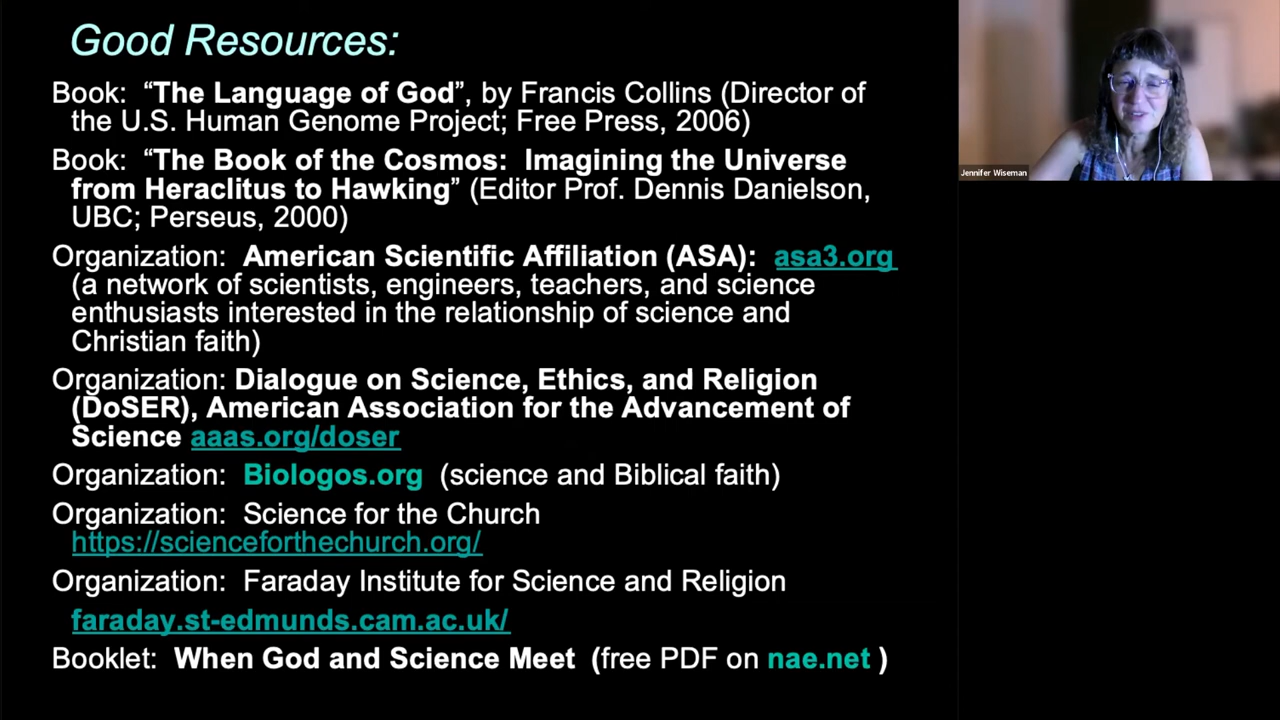 Good Resources:
Book:  “The Language of God”, by Francis Collins (Director of
the U.S. Human Genome Project; Free Press, 2006)
Book:  “The Book of the Cosmos:  Imagining the Universe
from Heraclitus to Hawking” (Editor Prof. Dennis Danielson,
UBC; Perseus, 2000)
Organization:  American Scientific Affiliation (ASA):  asa3.org
(a network of scientists, engineers, teachers, and science
enthusiasts interested in the relationship of science and
Christian faith)
Organization: Dialogue on Science, Ethics, and Religion
(DoSER), American Association for the Advancement of
Science aaas.org/doser
Organization:  Biologos.org  (science and Biblical faith)
Organization:  Science for the Church
https://scienceforthechurch.org/
Organization:  Faraday Institute for Science and Religion
faraday.st-edmunds.cam.ac.uk/
Booklet:  When God and Science Meet  (free PDF on nae.net )
Jennifer Wiseman